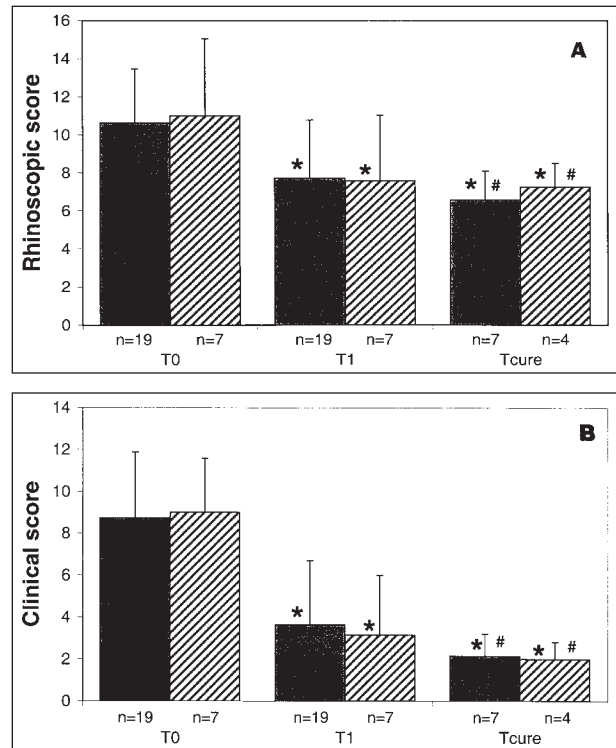 A
Rhinoscopic score
16
14
12
10
8
6
4
2
0
* * * # * #
n=19 n=7 n=19 n=7 n=7 n=4
T0 T1 Tcure
B
Clinical score
14
12
10
8
6
4
2
0
* * * # * #
n=19 n=7 n=19 n=7 n=7 n=4
T0 T1 Tcure